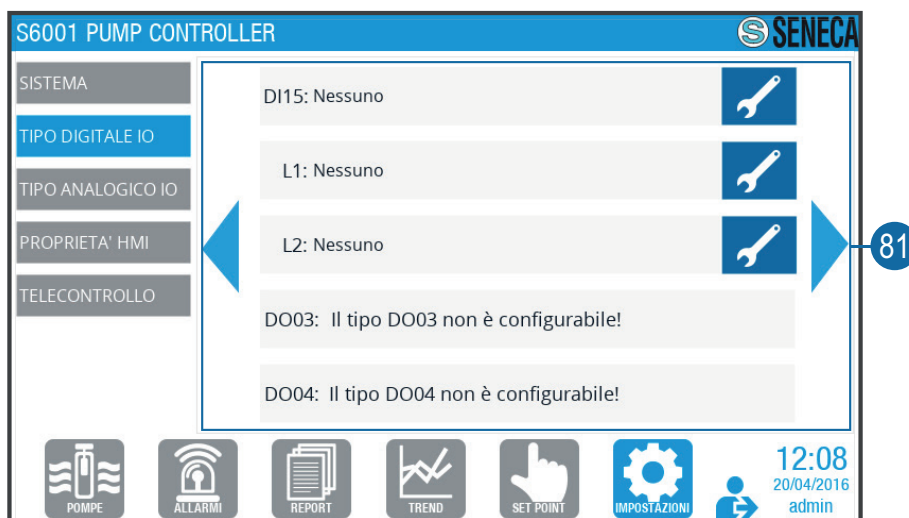 S6001 PUMP CONTROLLER
S SENECA
SISTEMA
TIPO DIGITALE IO
TIPO ANALOGICO IO
PROPRIETA' HMI
TELECONTROLLO
DI15: Nessuno
L1: Nessuno
L2: Nessuno
DO03: Il tipo DO03 non è configurabile!
DO04: Il tipo DO04 non è configurabile!
81
POMPE
ALLARMI
REPORT
TREND
SET POINT
IMPOSTAZIONI
12:08
20/04/2016
admin